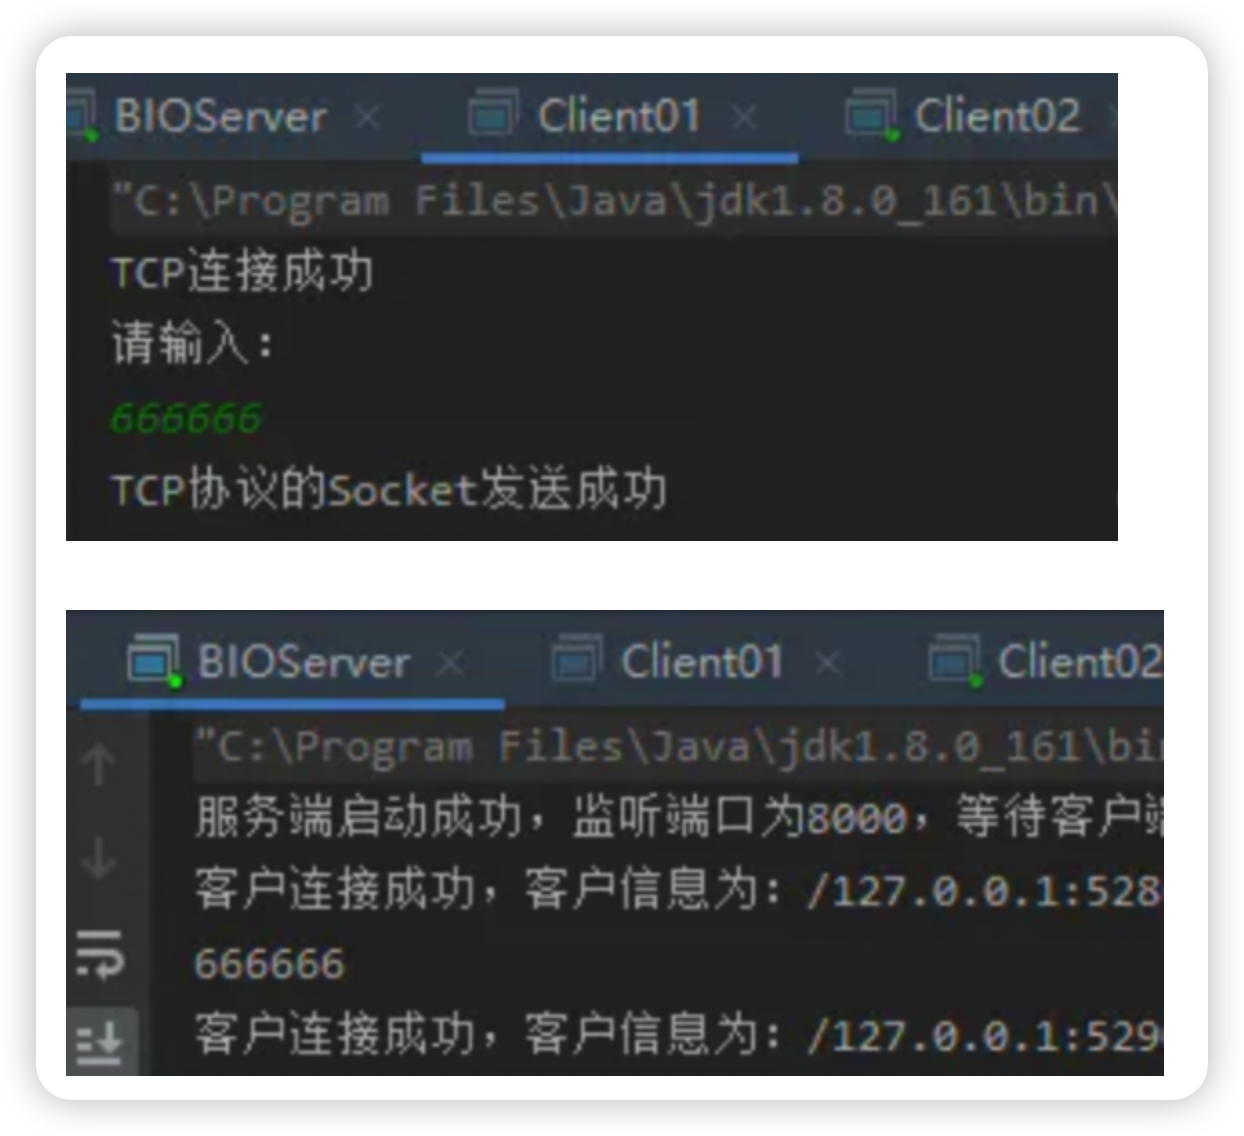 BIOServer Client01 Client02
"C:\Program Files\Java\jdk1.8.0_161\bin\
TCP连接成功
请输入:
666666
TCP协议的Socket发送成功
BIOServer Client01 Client02
"C:\Program Files\Java\jdk1.8.0_161\bin
服务端启动成功，监听端口为8000，等待客户端
客户连接成功，客户信息为: /127.0.0.1:528
666666
客户连接成功，客户信息为: /127.0.0.1:529